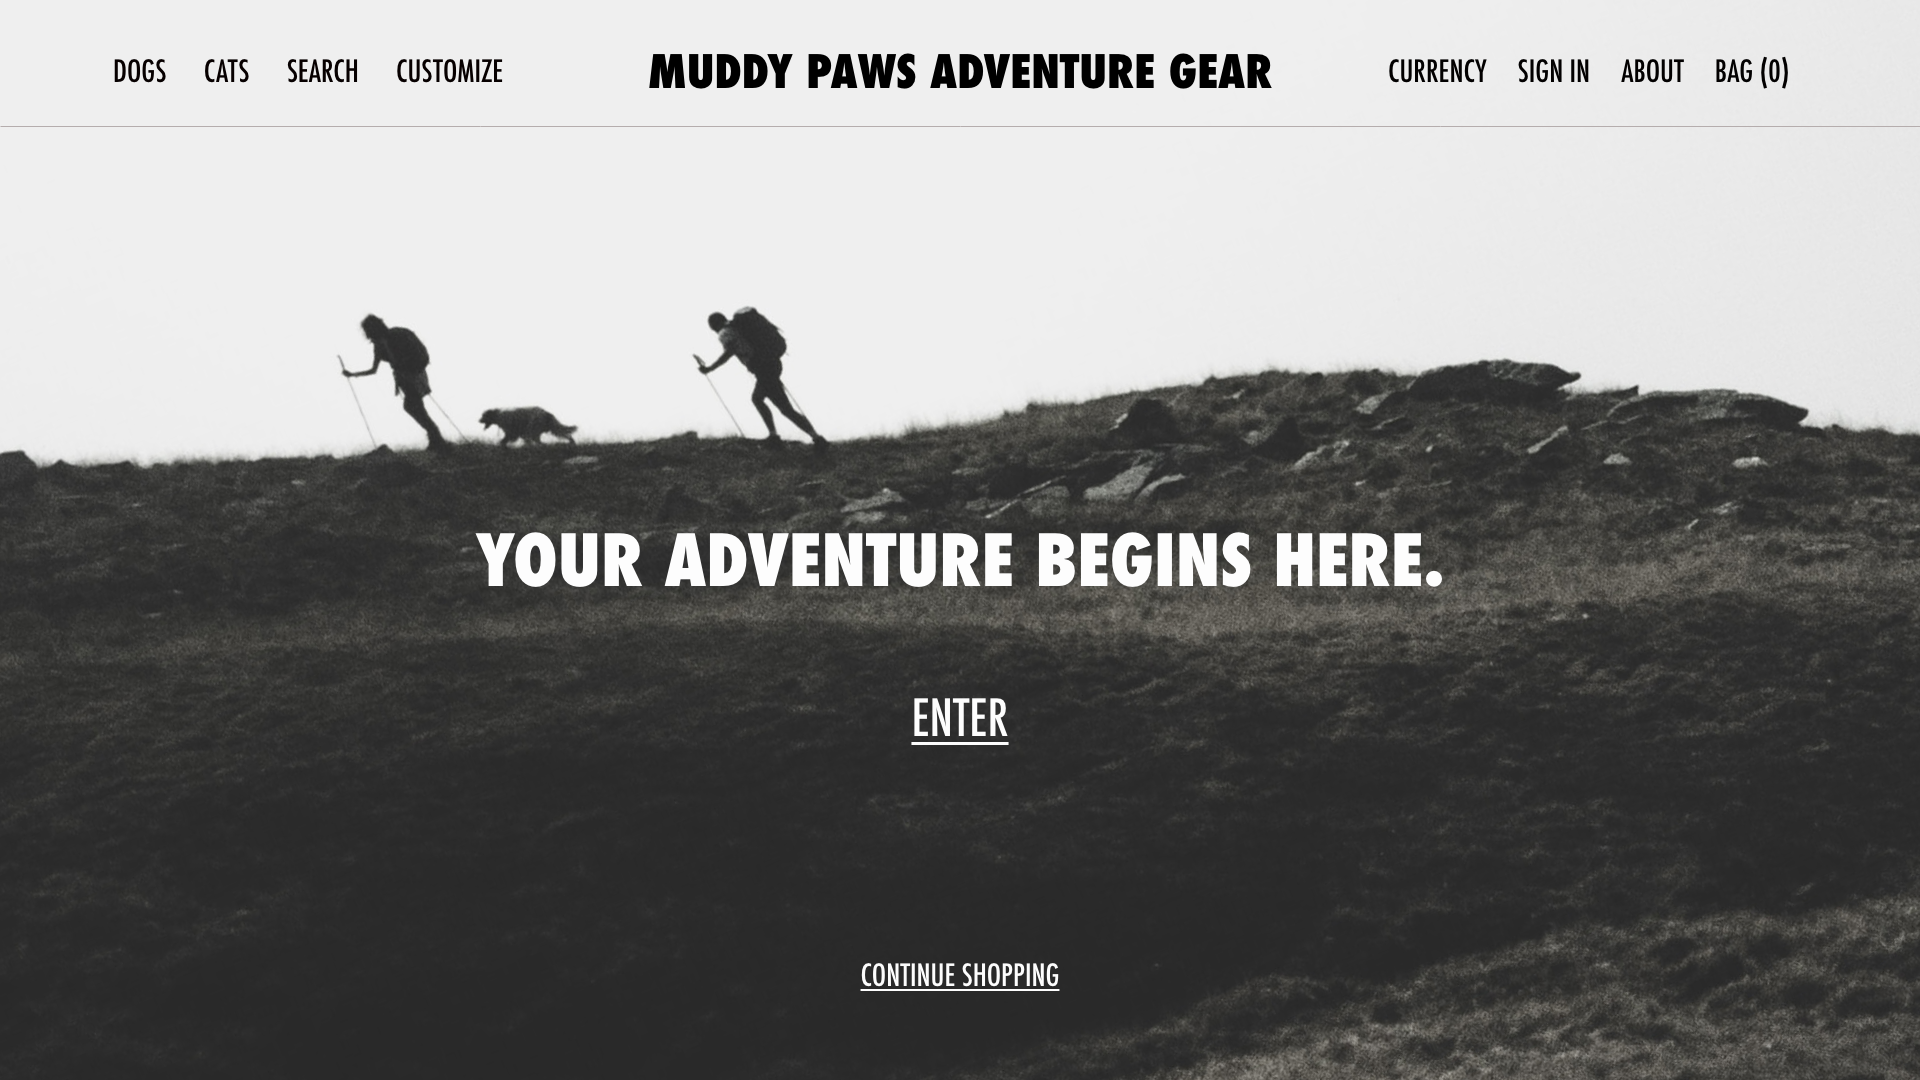 DOGS CATS SEARCH CUSTOMIZE MUDDY PAWS ADVENTURE GEAR CURRENCY SIGN IN ABOUT BAG (0)
YOUR ADVENTURE BEGINS HERE.
ENTER
CONTINUE SHOPPING